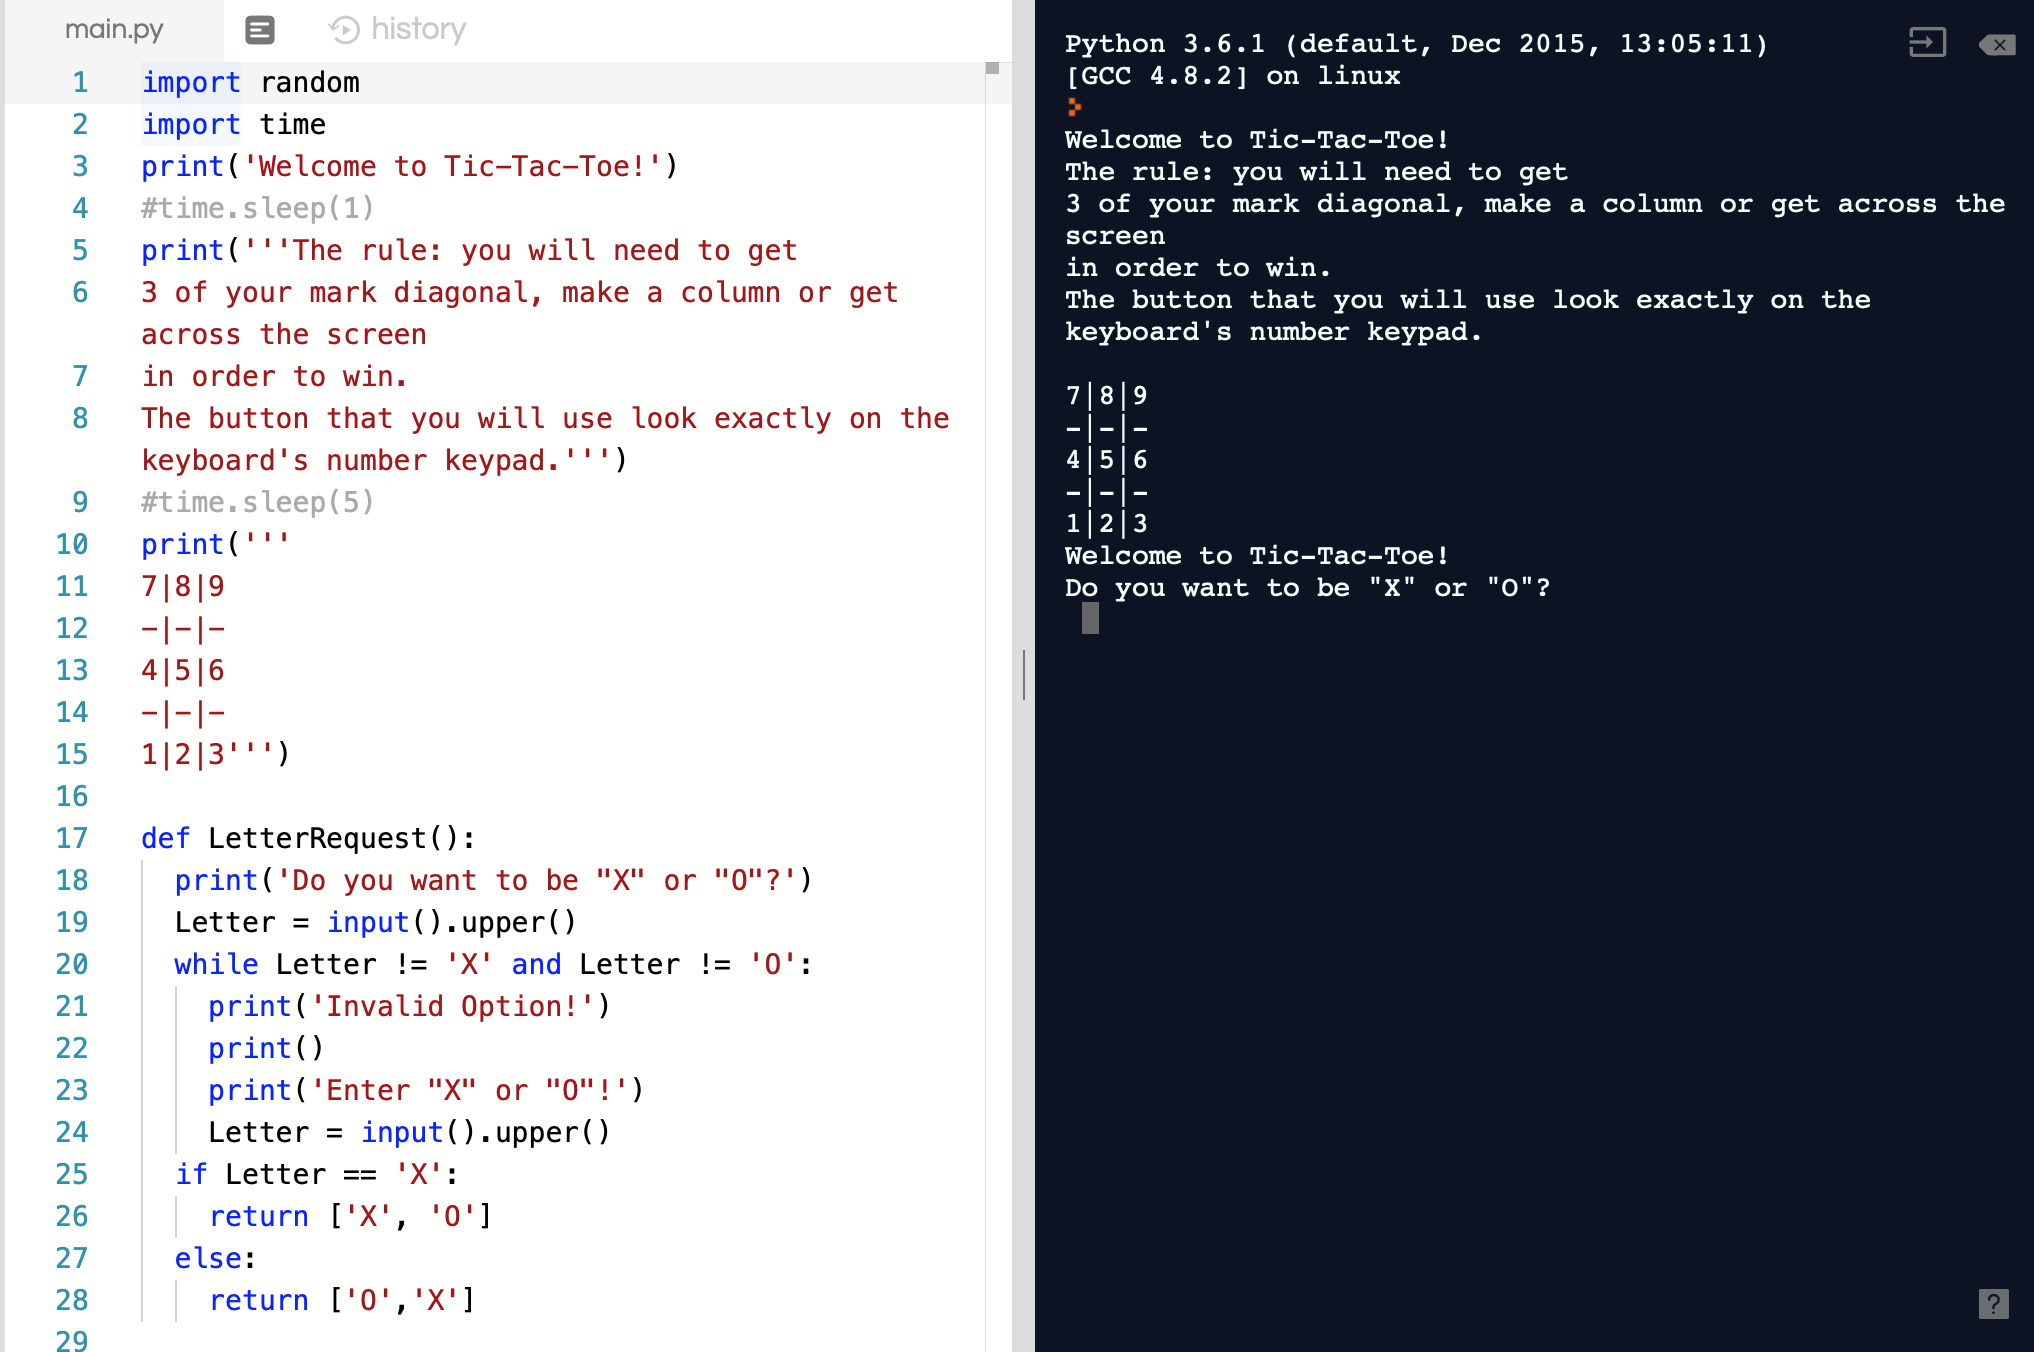 main.py history
1 import random
2 import time
3 print('Welcome to Tic-Tac-Toe!')
4 #time.sleep(1)
5 print('''The rule: you will need to get
6 3 of your mark diagonal, make a column or get
across the screen
7 in order to win.
8 The button that you will use look exactly on the
keyboard's number keypad.''')
9 #time.sleep(5)
10 print('''
11 7|8|9
12 -|-|-
13 4|5|6
14 -|-|-
15 1|2|3''')
16
17 def LetterRequest():
18   print('Do you want to be "X" or "O"?')
19   Letter = input().upper()
20   while Letter != 'X' and Letter != 'O':
21     print('Invalid Option!')
22     print()
23     print('Enter "X" or "O"!')
24     Letter = input().upper()
25   if Letter == 'X':
26     return ['X', 'O']
27   else:
28     return ['O','X']
29
Python 3.6.1 (default, Dec 2015, 13:05:11)
[GCC 4.8.2] on linux
Welcome to Tic-Tac-Toe!
The rule: you will need to get
3 of your mark diagonal, make a column or get across the
screen
in order to win.
The button that you will use look exactly on the
keyboard's number keypad.
7|8|9
-|-|-
4|5|6
-|-|-
1|2|3
Welcome to Tic-Tac-Toe!
Do you want to be "X" or "O"?
?